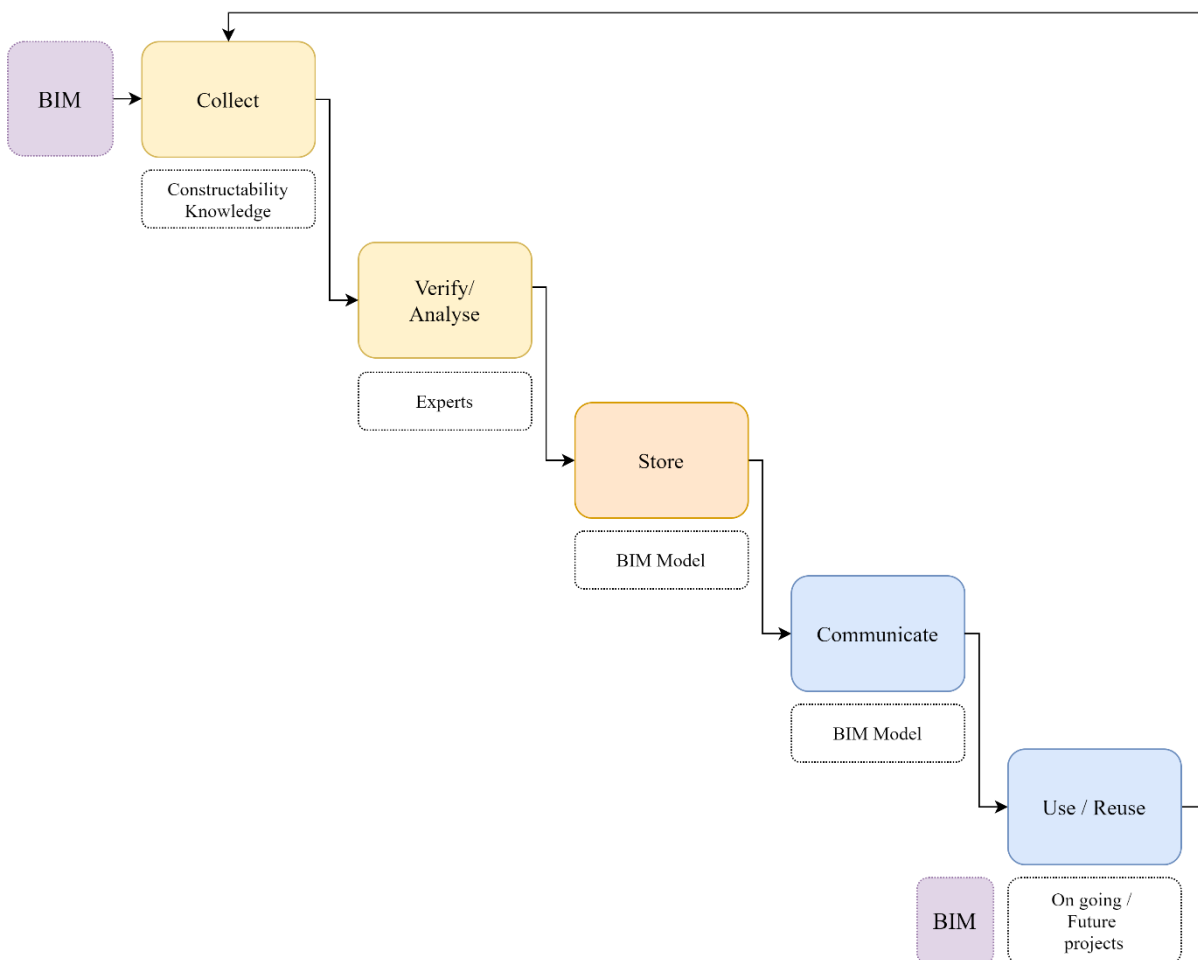 BIM
Collect
Constructability
Knowledge
Verify/
Analyse
Experts
Store
BIM Model
Communicate
BIM Model
Use / Reuse
BIM
On going /
Future
projects